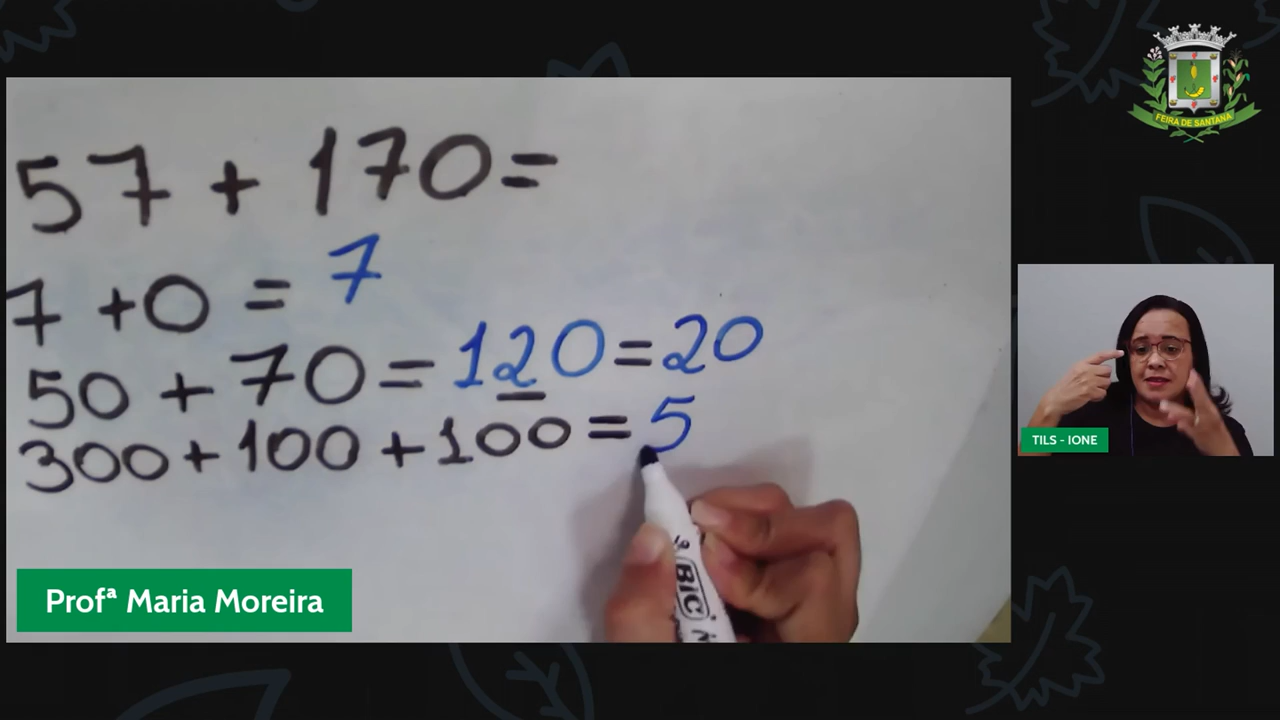 57 + 170 =
7 + 0 = 7
50 + 70 = 120 = 20
300 + 100 + 100 = 5
BIC
Profª Maria Moreira
FEIRA DE SANTANA
TILS - IONE